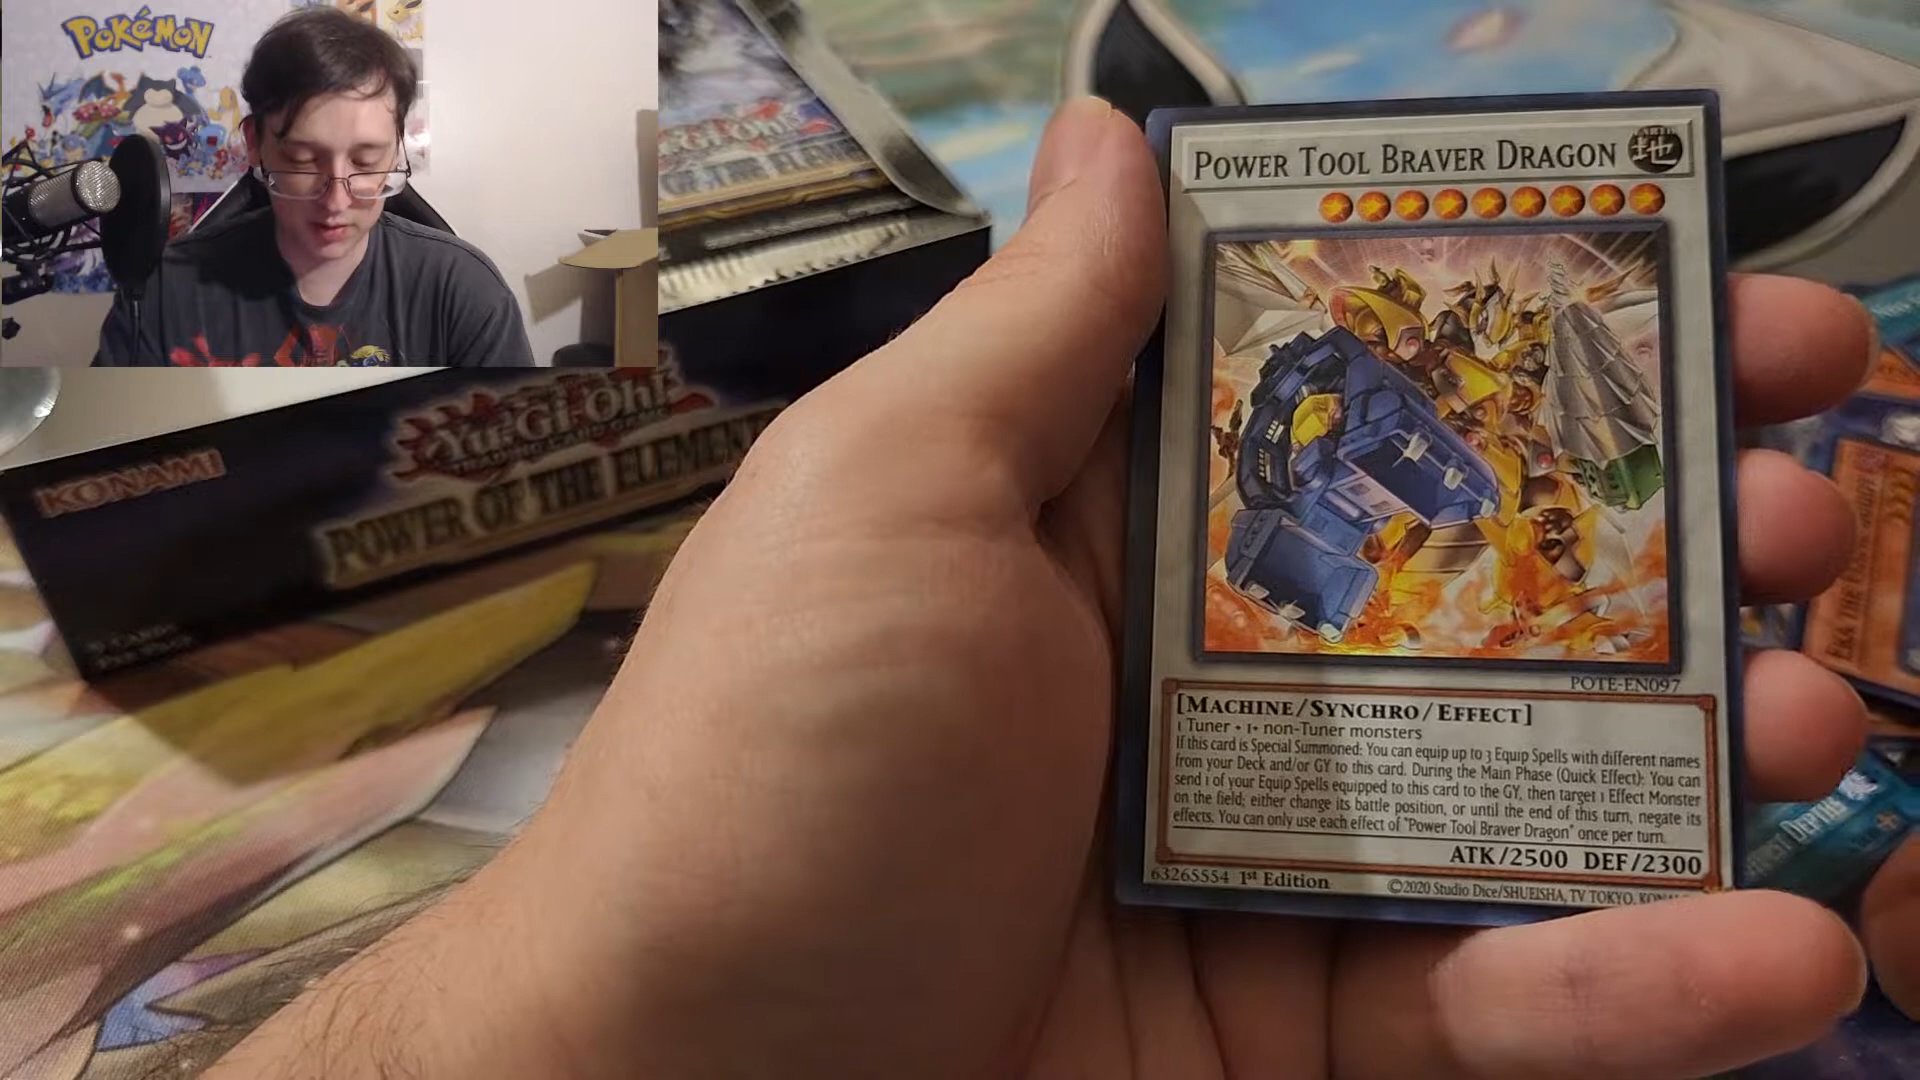 POKÉMON
Yu-Gi-Oh!
POWER TOOL BRAVER DRAGON
EARTH
地
KONAMI
Yu-Gi-Oh!
TRADING CARD GAME
POWER OF THE ELEMEN
POTE-EN097
[MACHINE/SYNCHRO/EFFECT]
1 Tuner + 1+ non-Tuner monsters
If this card is Special Summoned: You can equip up to 3 Equip Spells with different names
from your Deck and/or GY to this card. During the Main Phase (Quick Effect): You can
send 1 of your Equip Spells equipped to this card to the GY, then target 1 Effect Monster
on the field; either change its battle position, or until the end of this turn, negate its
effects. You can only use each effect of "Power Tool Braver Dragon" once per turn.
ATK/2500 DEF/2300
63265554 1st Edition
©2020 Studio Dice/SHUEISHA, TV TOKYO,
DEPTHS